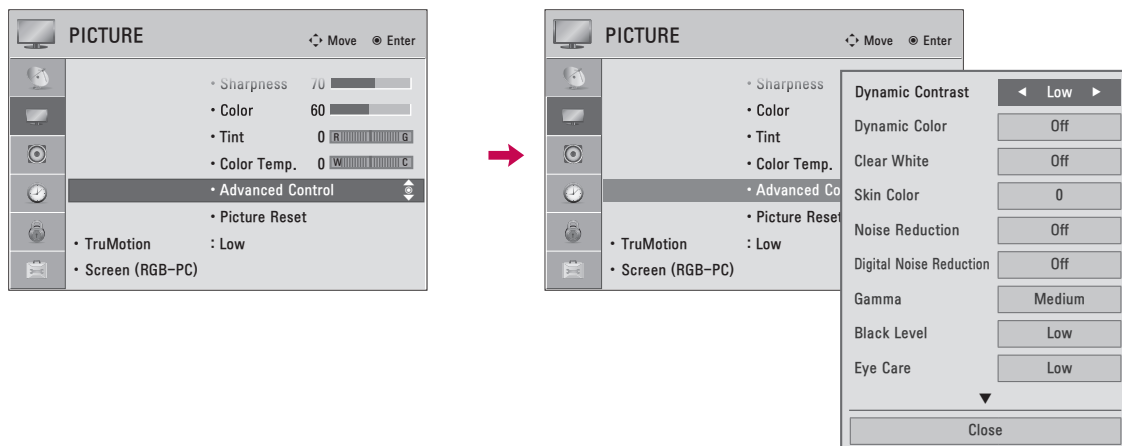 PICTURE
Move
Enter
• Sharpness 70
• Color 60
• Tint 0 R G
• Color Temp. 0 W C
• Advanced Control
• Picture Reset
• TruMotion : Low
• Screen (RGB-PC)
PICTURE
Move
Enter
• Sharpness
• Color
• Tint
• Color Temp.
• Advanced Co
• Picture Reset
• TruMotion : Low
• Screen (RGB-PC)
Dynamic Contrast ◀ Low ▶
Dynamic Color Off
Clear White Off
Skin Color 0
Noise Reduction Off
Digital Noise Reduction Off
Gamma Medium
Black Level Low
Eye Care Low
▼
Close